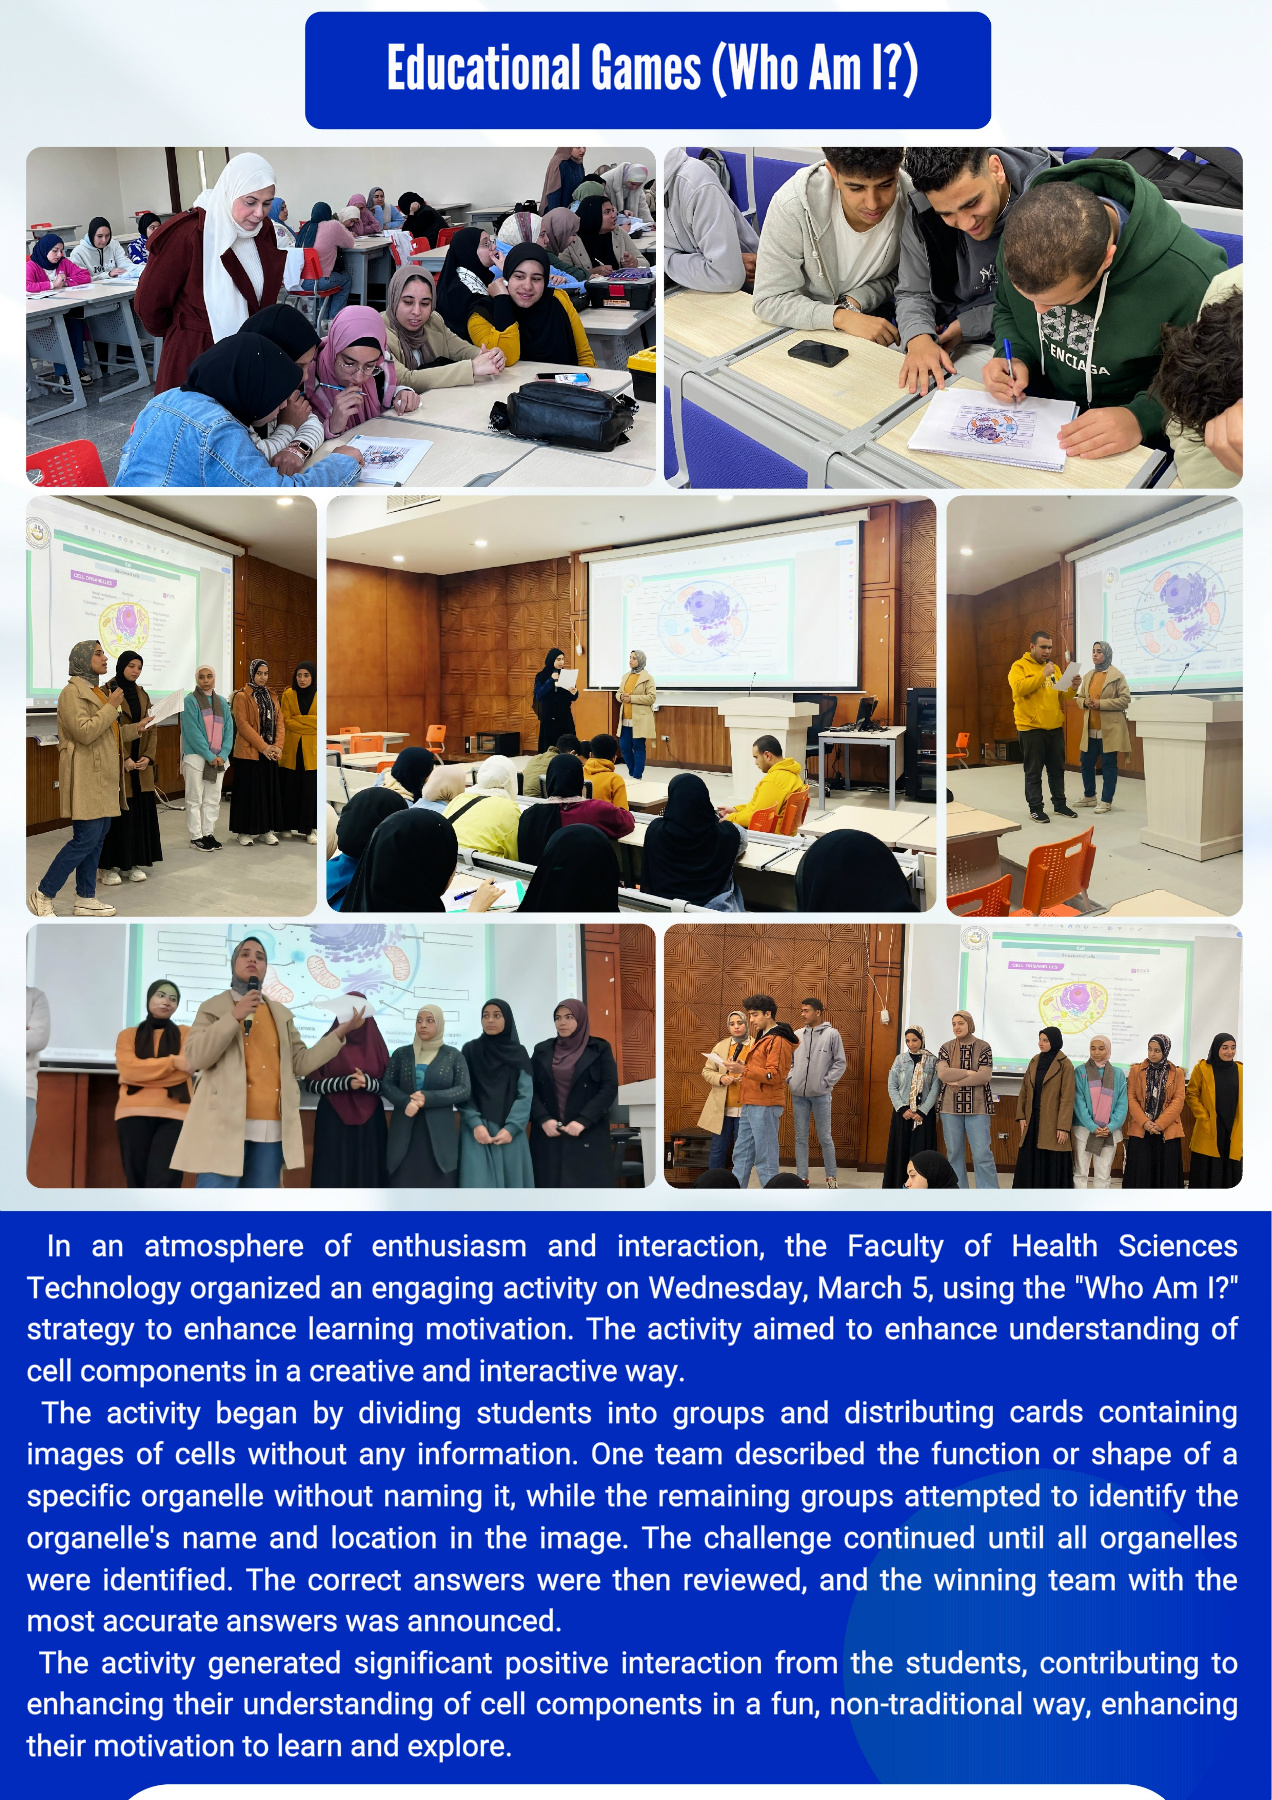 Educational Games (Who Am I?)
ENCIAGA
CELL ORGANELLES
CELL ORGANELLES
In an atmosphere of enthusiasm and interaction, the Faculty of Health Sciences
Technology organized an engaging activity on Wednesday, March 5, using the "Who Am I?"
strategy to enhance learning motivation. The activity aimed to enhance understanding of
cell components in a creative and interactive way.
The activity began by dividing students into groups and distributing cards containing
images of cells without any information. One team described the function or shape of a
specific organelle without naming it, while the remaining groups attempted to identify the
organelle's name and location in the image. The challenge continued until all organelles
were identified. The correct answers were then reviewed, and the winning team with the
most accurate answers was announced.
The activity generated significant positive interaction from the students, contributing to
enhancing their understanding of cell components in a fun, non-traditional way, enhancing
their motivation to learn and explore.